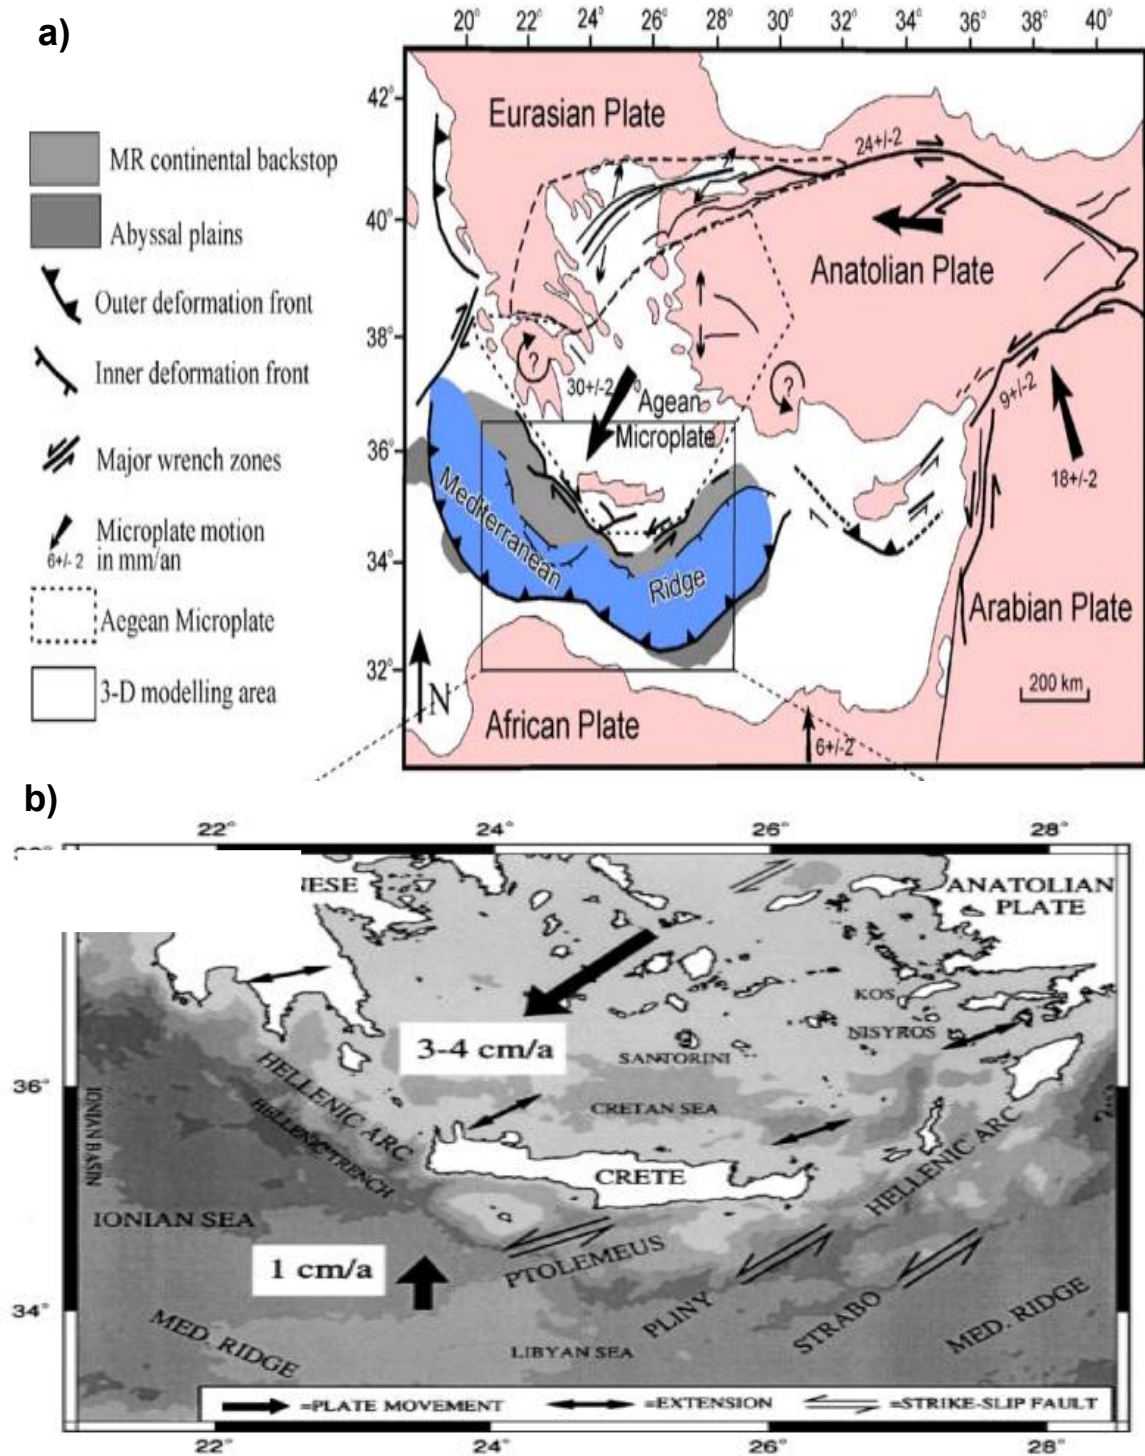 a)
20° 22° 24° 26° 28° 30° 32° 34° 36° 40°
42°
40°
38°
36°
34°
32°
MR continental backstop
Abyssal plains
Outer deformation front
Inner deformation front
Major wrench zones
Microplate motion
in mm/an
6+/- 2
Aegean Microplate
3-D modelling area
N
Eurasian Plate
24+/-2
Anatolian Plate
?
30+/-2
Agean
Microplate
?
9+/-2
18+/-2
Mediterranean
Ridge
Arabian Plate
200 km
African Plate
6+/-2
b)
22° 24° 26° 28°
NESE
ANATOLIAN
PLATE
KOS
NISYROS
3-4 cm/a
SANTORINI
36°
HELLENIC ARC
HELLENIC TRENCH
IONIAN BASIN
CRETAN SEA
CRETE
HELLENIC ARC
IONIAN SEA
1 cm/a
PTOLEMEUS
PLINY
STRABO
34°
MED. RIDGE
LIBYAN SEA
MED. RIDGE
=PLATE MOVEMENT =EXTENSION =STRIKE-SLIP FAULT
22° 24° 26° 28°